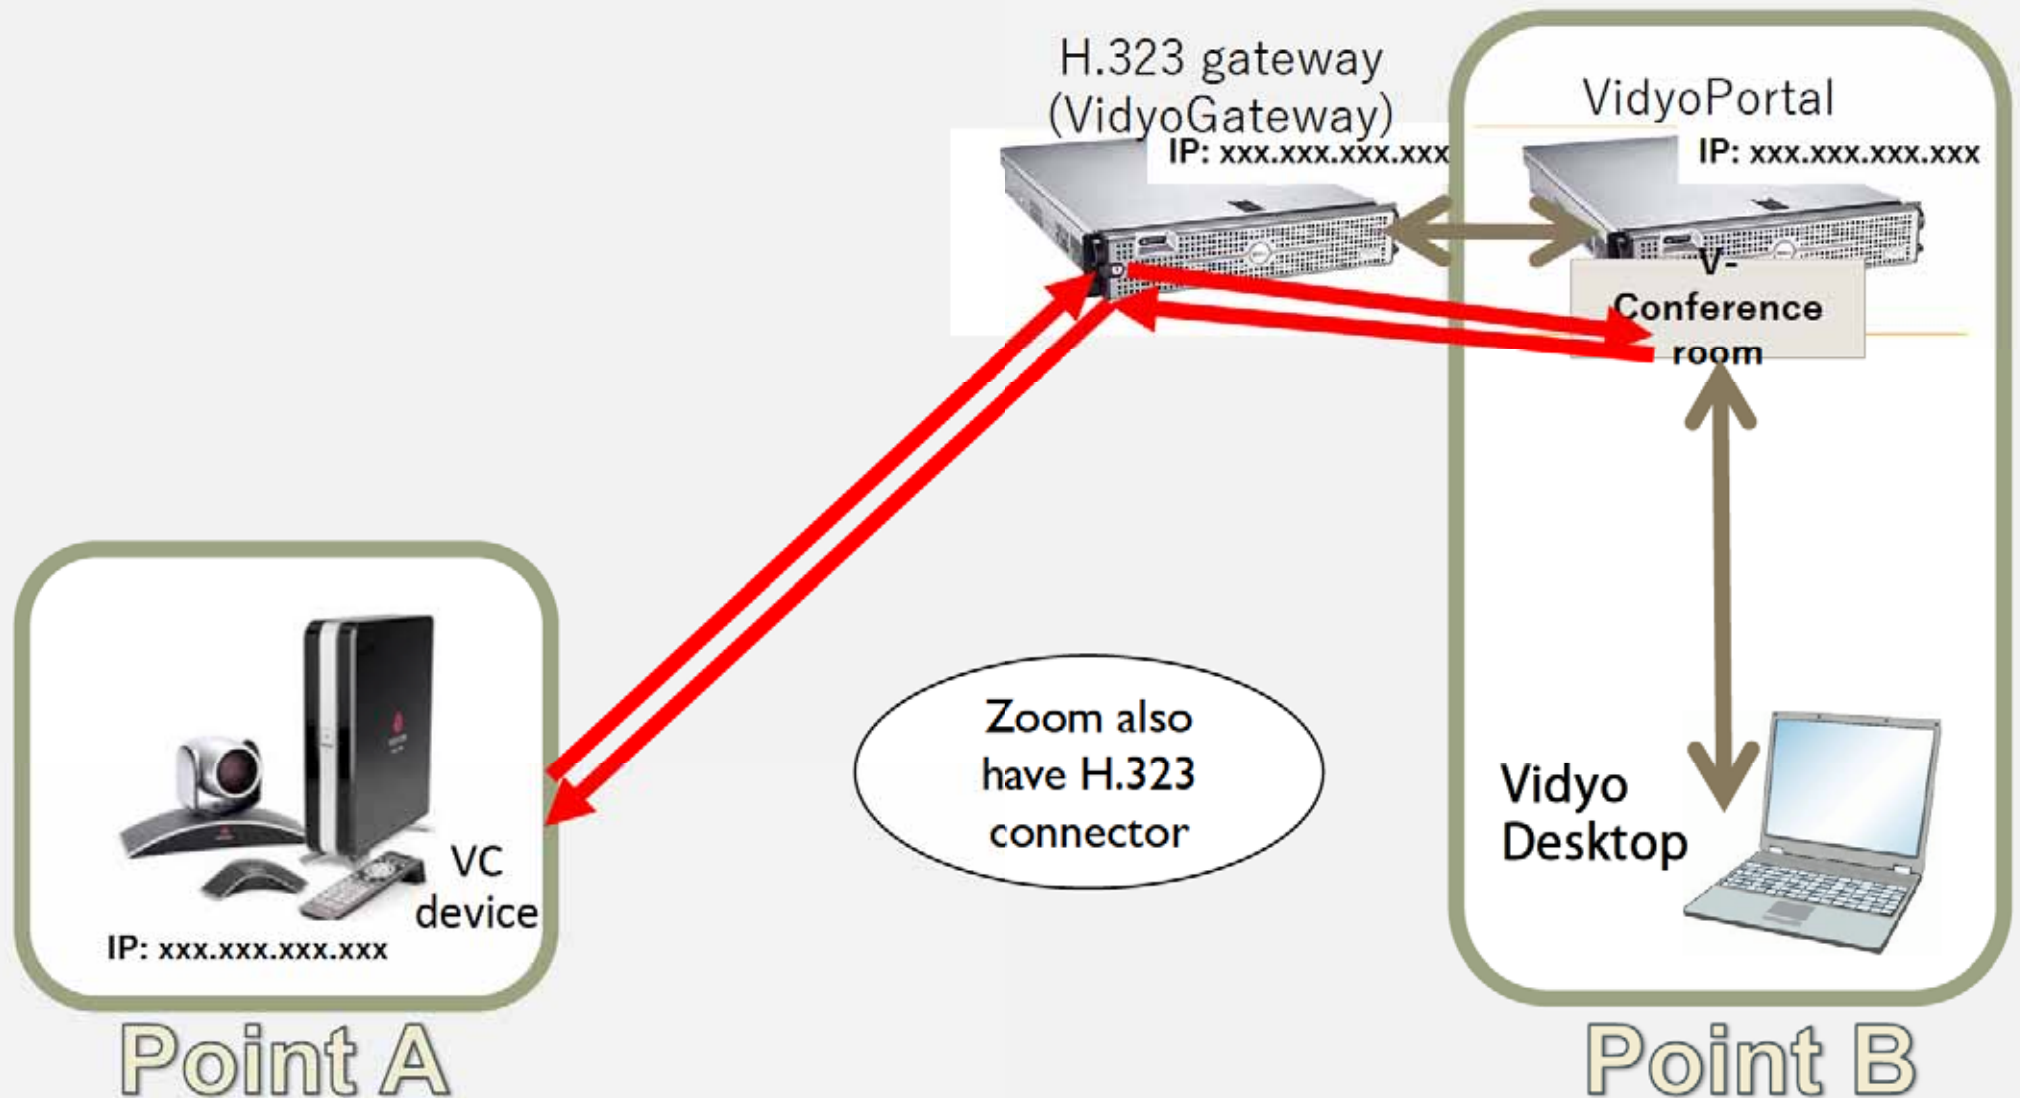 H.323 gateway
(VidyoGateway)
IP: xxx.xxx.xxx.xxx
VidyoPortal
IP: xxx.xxx.xxx.xxx
V-
Conference
room
Zoom also
have H.323
connector
Vidyo
Desktop
VC
device
IP: xxx.xxx.xxx.xxx
Point A
Point B